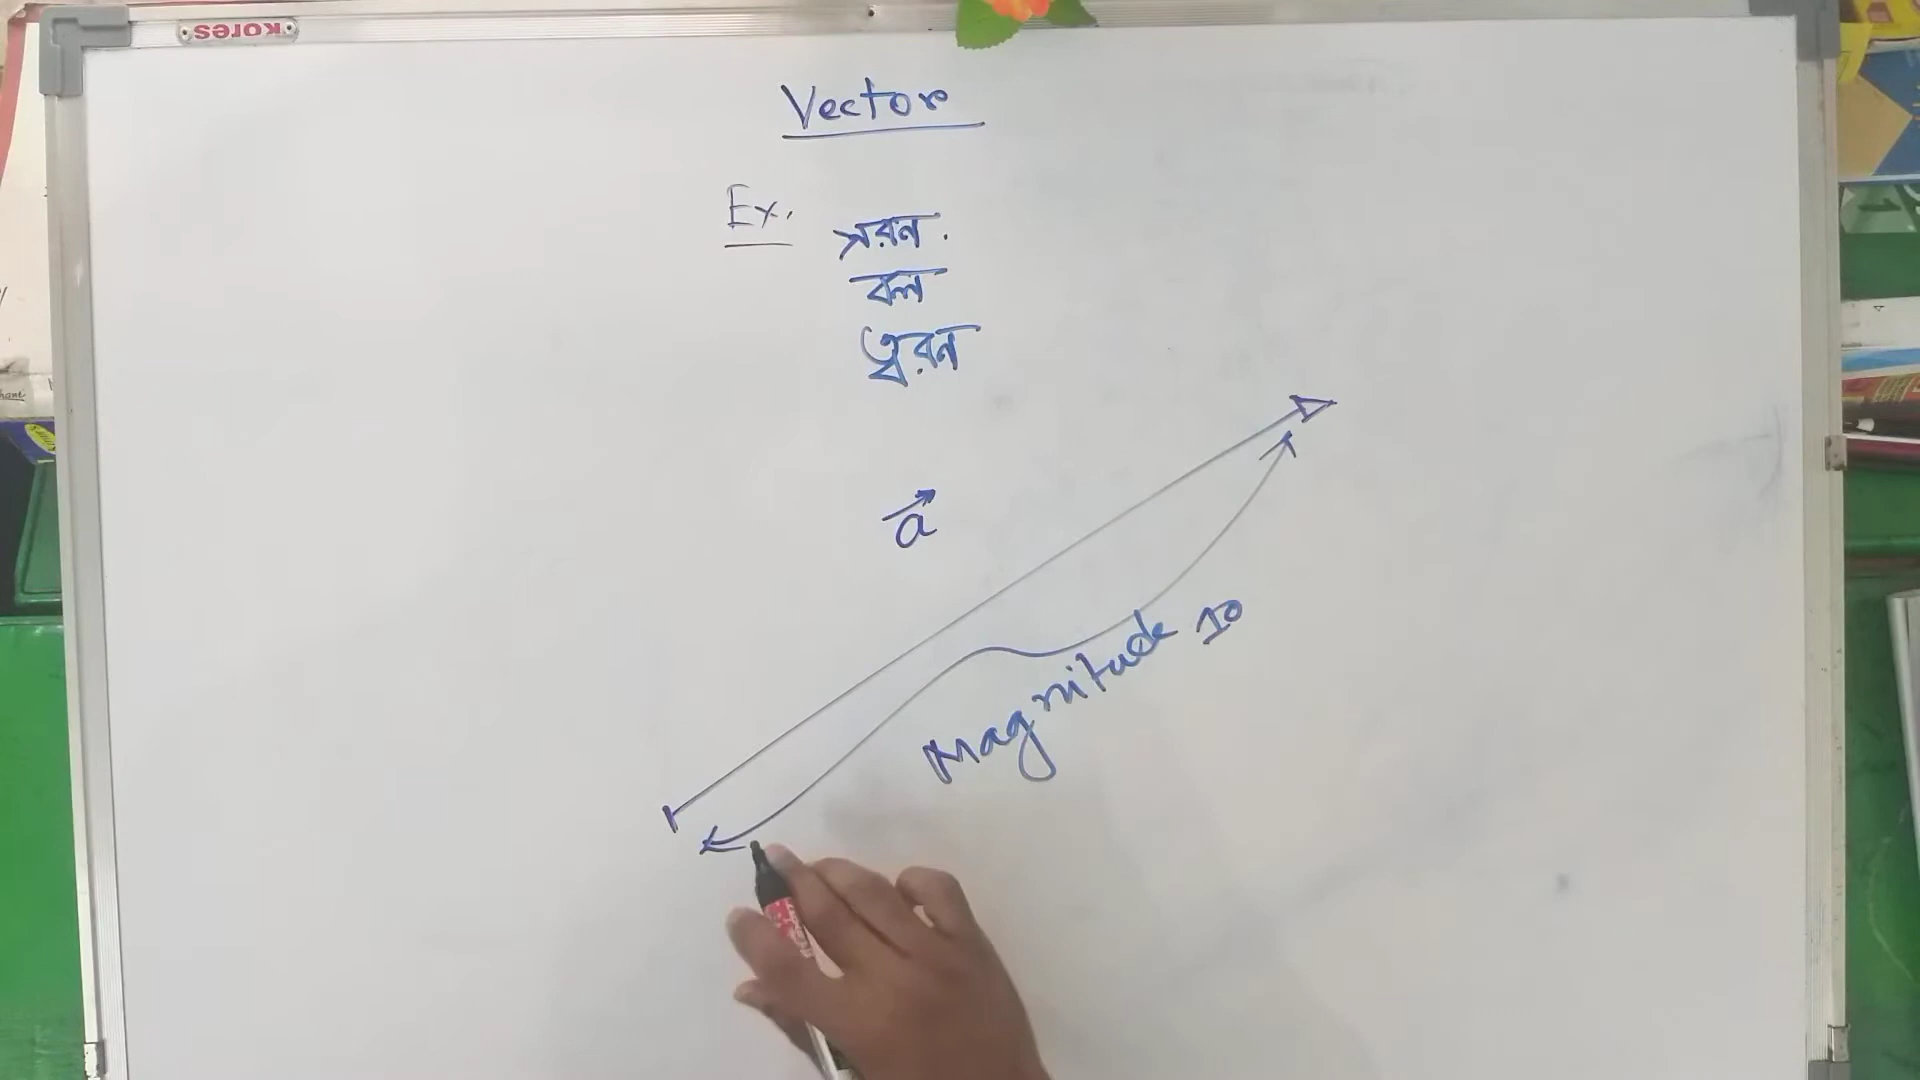 KOReS
Vector
Ex. সরন.
বল
ত্বরন
a
Magnitude 10